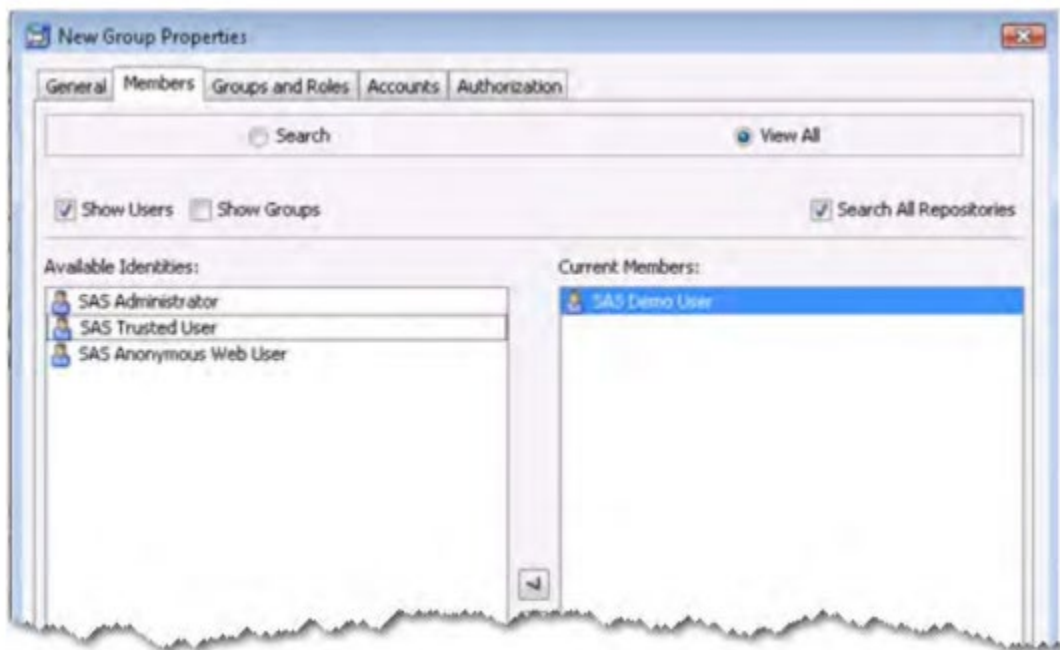 New Group Properties
General Members Groups and Roles Accounts Authorization
Search View All
Show Users Show Groups Search All Repositories
Available Identities: Current Members:
SAS Administrator SAS Demo User
SAS Trusted User
SAS Anonymous Web User